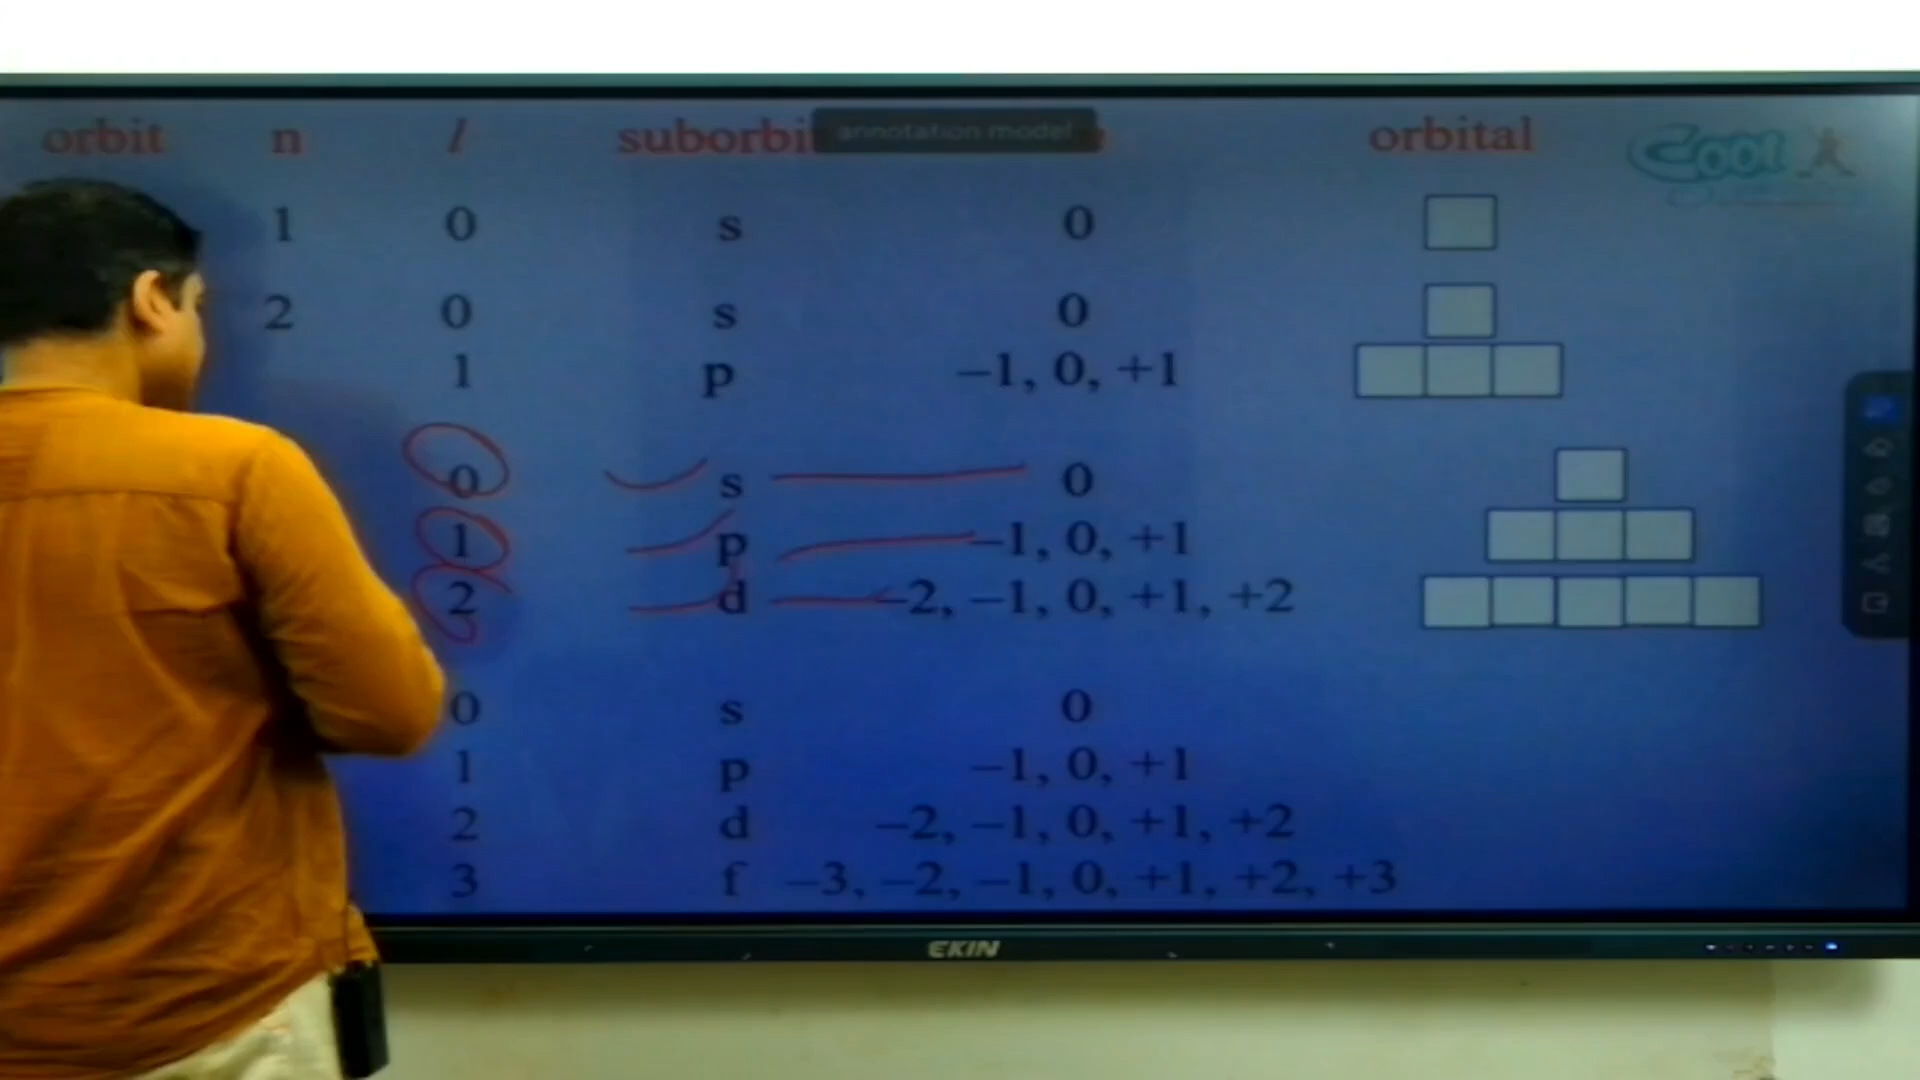 orbit n l suborbi annotation model orbital
Cool
1 0 s 0
2 0 s 0
1 p –1, 0, +1
0 s 0
1 p –1, 0, +1
2 d –2, –1, 0, +1, +2
0 s 0
1 p –1, 0, +1
2 d –2, –1, 0, +1, +2
3 f –3, –2, –1, 0, +1, +2, +3
EKIN